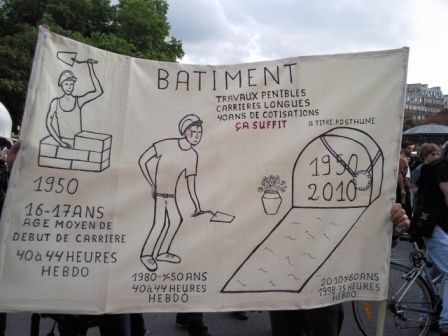 BATIMENT
TRAVAUX PENIBLES
CARRIERES LONGUES
40ANS DE COTISATIONS
ÇA SUFFIT
1950
16-17ANS
AGE MOYEN DE
DEBUT DE CARRIÈRE
40 à 44 HEURES
HEBDO
1980 50 ANS
40 à 44 HEURES
HEBDO
A TITRE POSTHUME
1950
2010
2010 60 ANS
1998 35 HEURES
HEBDO